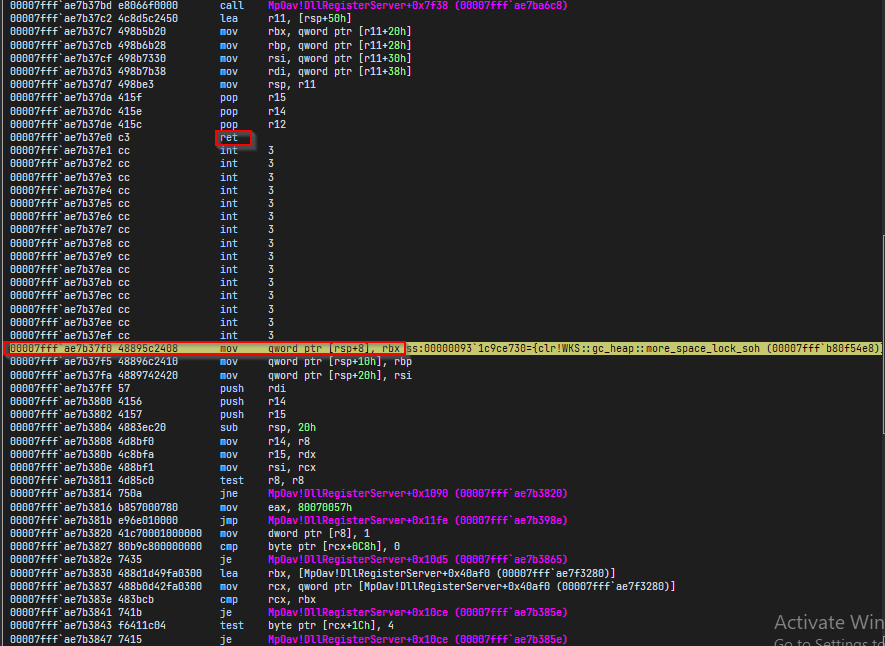 00007fff`ae7b37bd e8066f0000 call MpOav!DllRegisterServer+0x7f38 (00007fff`ae7ba6c8)
00007fff`ae7b37c2 4c8d5c2450 lea r11, [rsp+50h]
00007fff`ae7b37c7 498b5b20 mov rbx, qword ptr [r11+20h]
00007fff`ae7b37cb 498b6b28 mov rbp, qword ptr [r11+28h]
00007fff`ae7b37cf 498b7330 mov rsi, qword ptr [r11+30h]
00007fff`ae7b37d3 498b7b38 mov rdi, qword ptr [r11+38h]
00007fff`ae7b37d7 498be3 mov rsp, r11
00007fff`ae7b37da 415f pop r15
00007fff`ae7b37dc 415e pop r14
00007fff`ae7b37de 415c pop r12
00007fff`ae7b37e0 c3 ret
00007fff`ae7b37e1 cc int 3
00007fff`ae7b37e2 cc int 3
00007fff`ae7b37e3 cc int 3
00007fff`ae7b37e4 cc int 3
00007fff`ae7b37e5 cc int 3
00007fff`ae7b37e6 cc int 3
00007fff`ae7b37e7 cc int 3
00007fff`ae7b37e8 cc int 3
00007fff`ae7b37e9 cc int 3
00007fff`ae7b37ea cc int 3
00007fff`ae7b37eb cc int 3
00007fff`ae7b37ec cc int 3
00007fff`ae7b37ed cc int 3
00007fff`ae7b37ee cc int 3
00007fff`ae7b37ef cc int 3
00007fff`ae7b37f0 48895c2408 mov qword ptr [rsp+8], rbx ss:00000093`1c9ce730={clr!WKS::gc_heap::more_space_lock_soh (00007fff`b80f54e8)}
00007fff`ae7b37f5 48896c2410 mov qword ptr [rsp+10h], rbp
00007fff`ae7b37fa 4889742420 mov qword ptr [rsp+20h], rsi
00007fff`ae7b37ff 57 push rdi
00007fff`ae7b3800 4156 push r14
00007fff`ae7b3802 4157 push r15
00007fff`ae7b3804 4883ec20 sub rsp, 20h
00007fff`ae7b3808 4d8bf0 mov r14, r8
00007fff`ae7b380b 4c8bfa mov r15, rdx
00007fff`ae7b380e 488bf1 mov rsi, rcx
00007fff`ae7b3811 4d85c0 test r8, r8
00007fff`ae7b3814 750a jne MpOav!DllRegisterServer+0x1090 (00007fff`ae7b3820)
00007fff`ae7b3816 b857000780 mov eax, 80070057h
00007fff`ae7b381b e96e010000 jmp MpOav!DllRegisterServer+0x11fe (00007fff`ae7b398e)
00007fff`ae7b3820 41c70001000000 mov dword ptr [r8], 1
00007fff`ae7b3827 80b9c800000000 cmp byte ptr [rcx+0C8h], 0
00007fff`ae7b382e 7435 je MpOav!DllRegisterServer+0x10d5 (00007fff`ae7b3865)
00007fff`ae7b3830 488d1d49fa0300 lea rbx, [MpOav!DllRegisterServer+0x40af0 (00007fff`ae7f3280)]
00007fff`ae7b3837 488b0d42fa0300 mov rcx, qword ptr [MpOav!DllRegisterServer+0x40af0 (00007fff`ae7f3280)]
00007fff`ae7b383e 483bcb cmp rcx, rbx
00007fff`ae7b3841 741b je MpOav!DllRegisterServer+0x10ce (00007fff`ae7b385e)
00007fff`ae7b3843 f6411c04 test byte ptr [rcx+1Ch], 4
00007fff`ae7b3847 7415 je MpOav!DllRegisterServer+0x10ce (00007fff`ae7b385e)
Activate Win
Go to Settings to